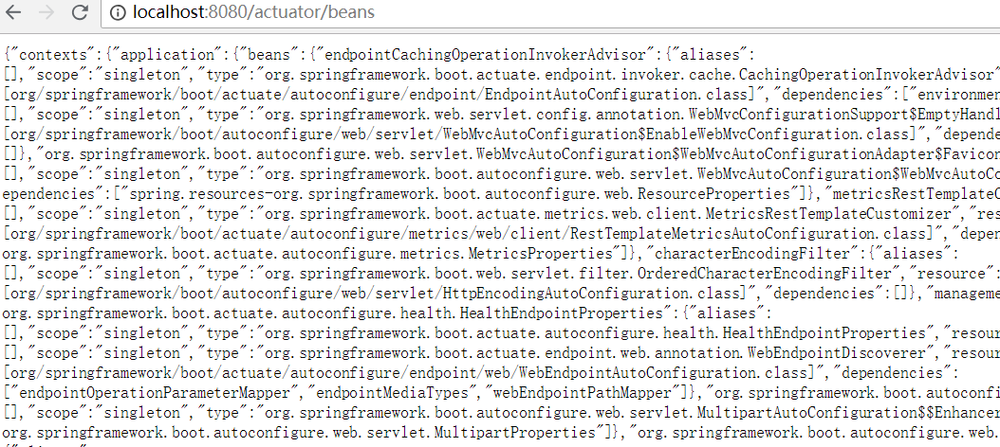 localhost:8080/actuator/beans
{"contexts":{"application":{"beans":{"endpointCachingOperationInvokerAdvisor":{"aliases":
[],"scope":"singleton","type":"org.springframework.boot.actuate.endpoint.invoker.cache.CachingOperationInvokerAdvisor"
[org/springframework/boot/actuate/autoconfigure/endpoint/EndpointAutoConfiguration.class]","dependencies":["environme
[],"scope":"singleton","type":"org.springframework.web.servlet.config.annotation.WebMvcConfigurationSupport$EmptyHandl
[org/springframework/boot/autoconfigure/web/servlet/WebMvcAutoConfiguration$EnableWebMvcConfiguration.class]","depende
[]},"org.springframework.boot.autoconfigure.web.servlet.WebMvcAutoConfiguration$WebMvcAutoConfigurationAdapter$Favicon
[],"scope":"singleton","type":"org.springframework.boot.autoconfigure.web.servlet.WebMvcAutoConfiguration$WebMvcAutoCo
ependencies":["spring.resources-org.springframework.boot.autoconfigure.web.ResourceProperties"]},"metricsRestTemplateC
[],"scope":"singleton","type":"org.springframework.boot.actuate.metrics.web.client.MetricsRestTemplateCustomizer","res
[org/springframework/boot/actuate/autoconfigure/metrics/web/client/RestTemplateMetricsAutoConfiguration.class]","depen
org.springframework.boot.actuate.autoconfigure.metrics.MetricsProperties"]},"characterEncodingFilter":{"aliases":
[],"scope":"singleton","type":"org.springframework.boot.web.servlet.filter.OrderedCharacterEncodingFilter","resource":
[org/springframework/boot/autoconfigure/web/servlet/HttpEncodingAutoConfiguration.class]","dependencies":[]},"manageme
org.springframework.boot.actuate.autoconfigure.health.HealthEndpointProperties":{"aliases":
[],"scope":"singleton","type":"org.springframework.boot.actuate.autoconfigure.health.HealthEndpointProperties","resour
[],"scope":"singleton","type":"org.springframework.boot.actuate.endpoint.web.annotation.WebEndpointDiscoverer","resour
[org/springframework/boot/actuate/autoconfigure/endpoint/web/WebEndpointAutoConfiguration.class]","dependencies":
["endpointOperationParameterMapper","endpointMediaTypes","webEndpointPathMapper"]},"org.springframework.boot.autoconfi
[],"scope":"singleton","type":"org.springframework.boot.autoconfigure.web.servlet.MultipartAutoConfiguration$$Enhancer
org.springframework.boot.autoconfigure.web.servlet.MultipartProperties"]},"org.springframework.boot.autoconfigure.web.